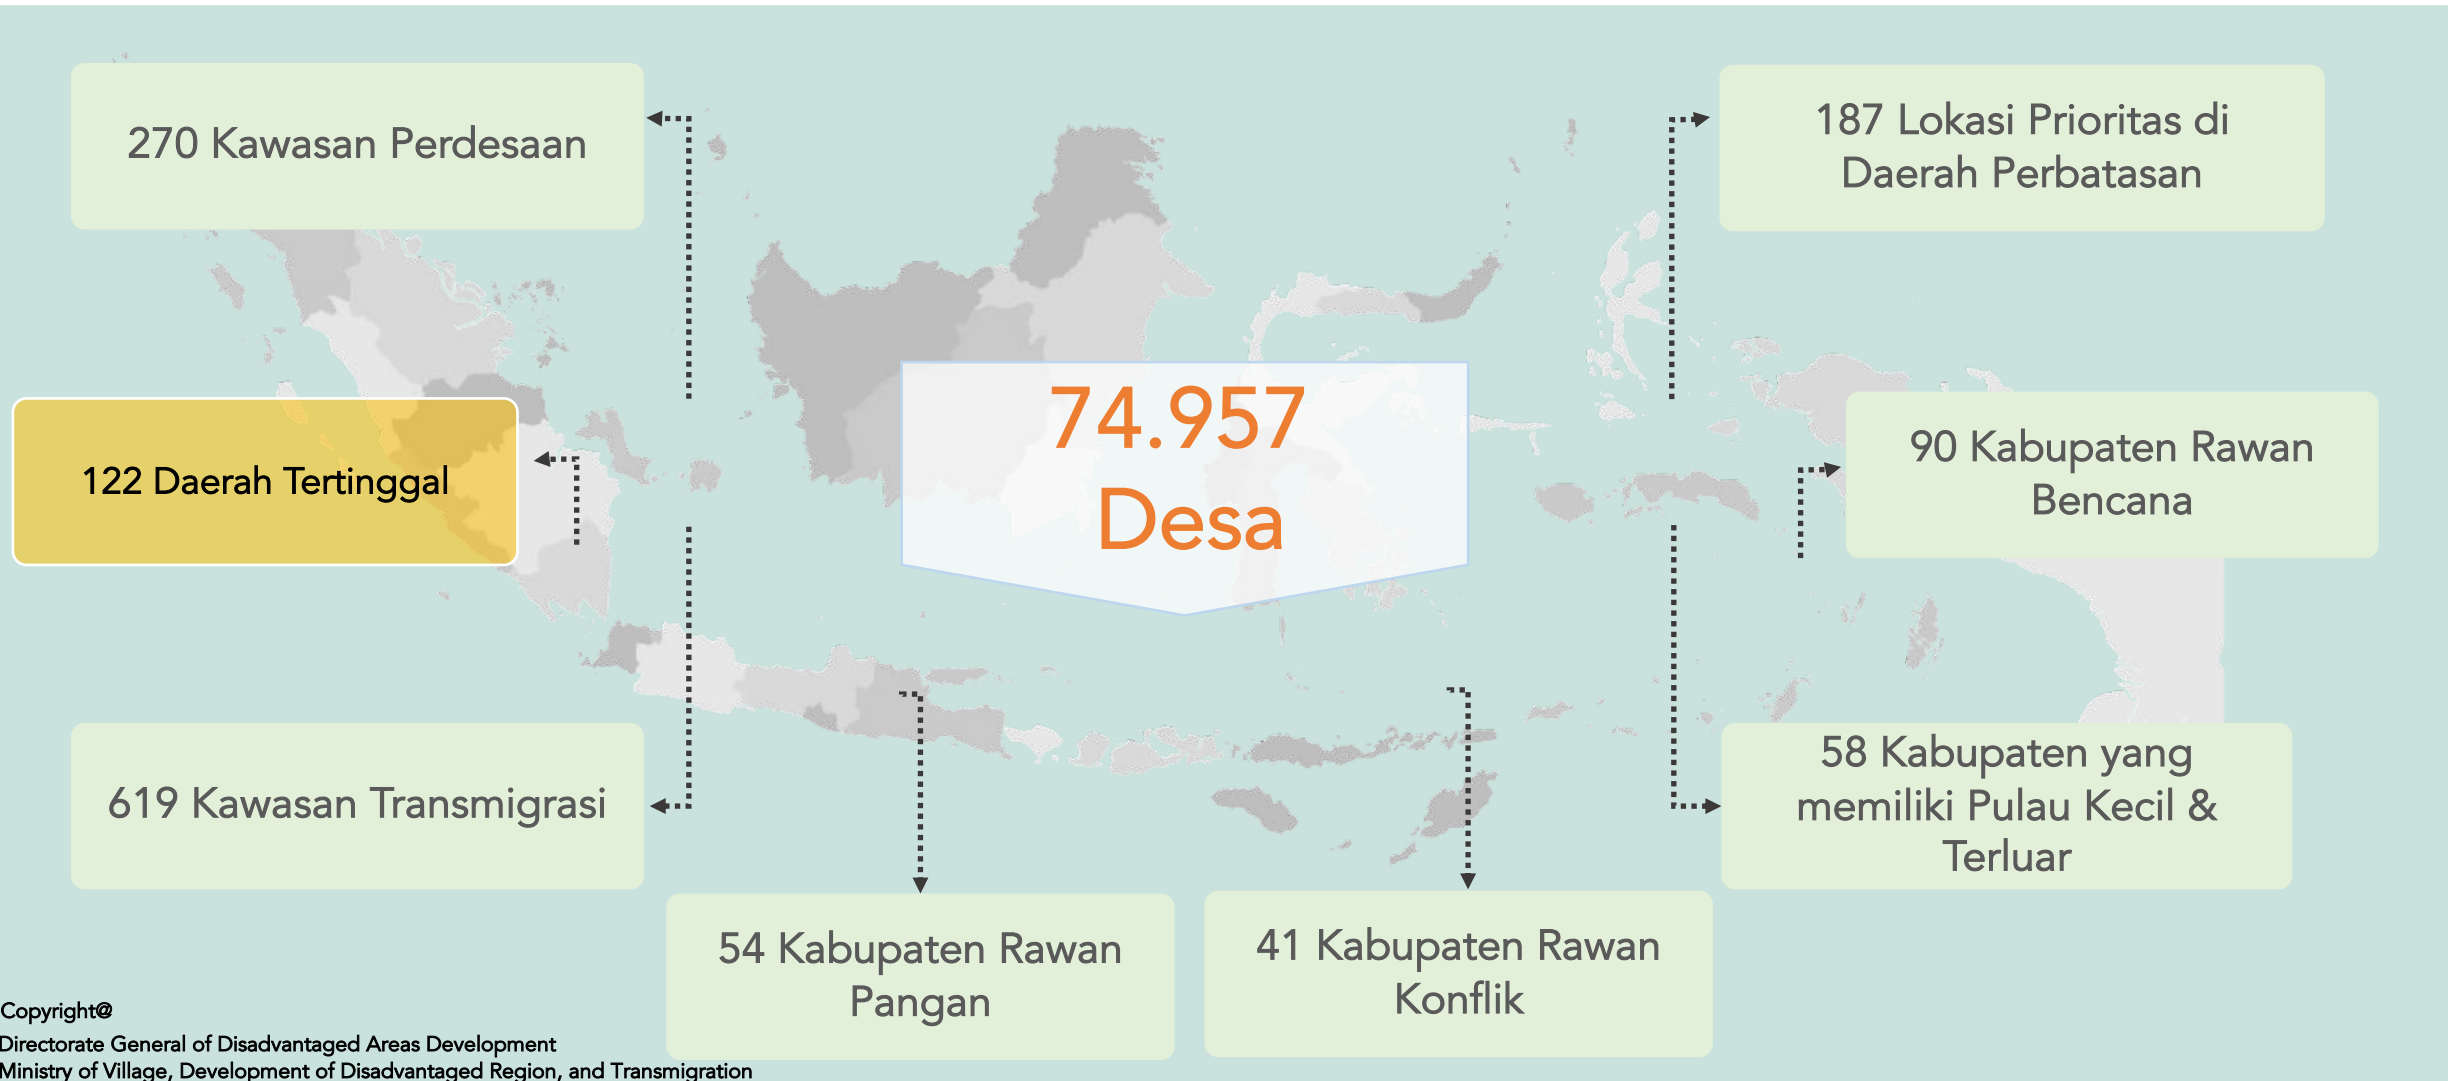 270 Kawasan Perdesaan
187 Lokasi Prioritas di
Daerah Perbatasan
74.957
Desa
122 Daerah Tertinggal
90 Kabupaten Rawan
Bencana
619 Kawasan Transmigrasi
58 Kabupaten yang
memiliki Pulau Kecil &
Terluar
54 Kabupaten Rawan
Pangan
41 Kabupaten Rawan
Konflik
Copyright@
Directorate General of Disadvantaged Areas Development
Ministry of Village, Development of Disadvantaged Region, and Transmigration